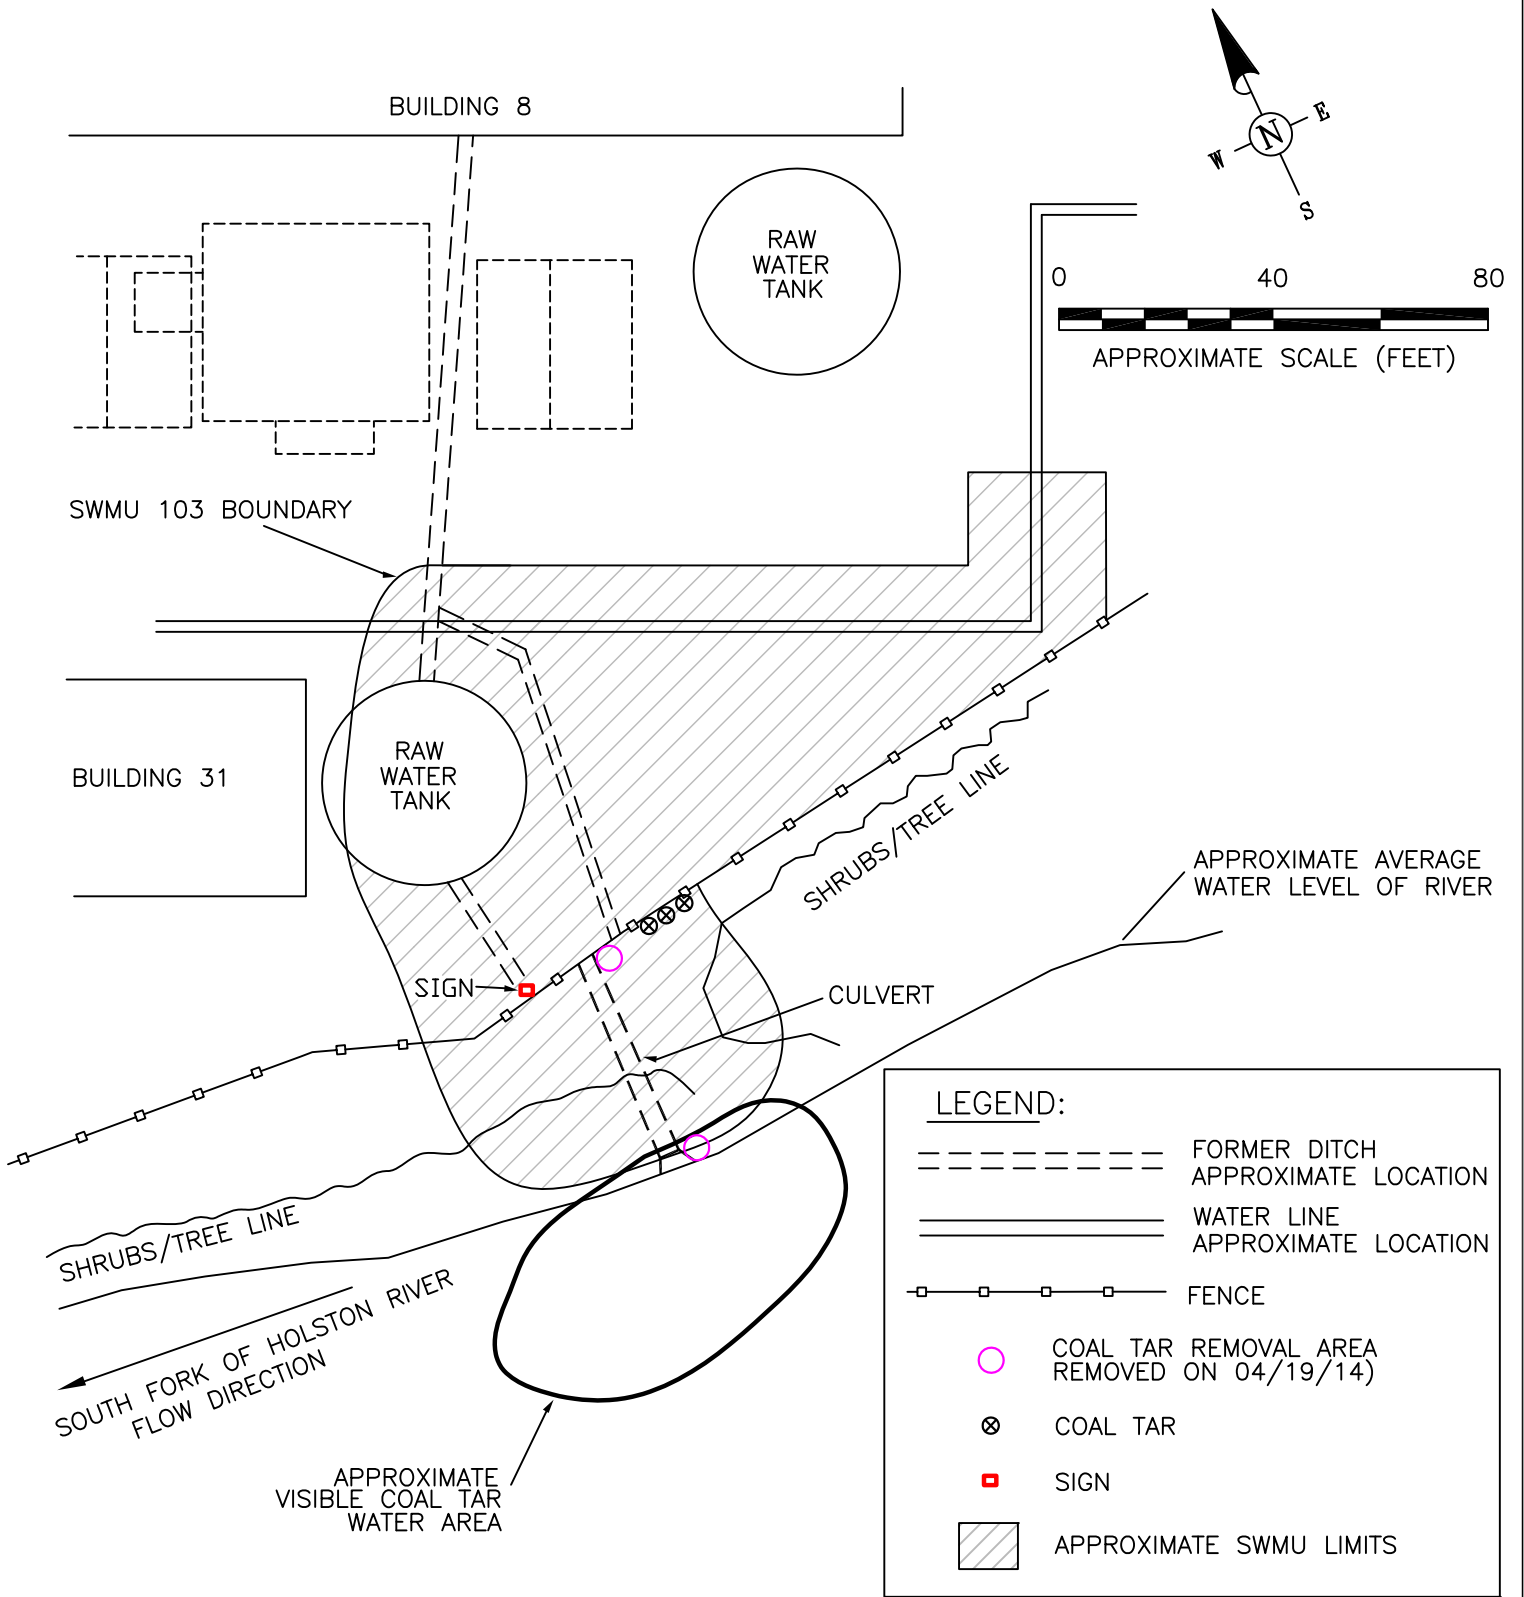 BUILDING 8
N
E
W
S
RAW
WATER
TANK
0 40 80
APPROXIMATE SCALE (FEET)
SWMU 103 BOUNDARY
BUILDING 31
RAW
WATER
TANK
SHRUBS/TREE LINE
APPROXIMATE AVERAGE
WATER LEVEL OF RIVER
SIGN
CULVERT
SHRUBS/TREE LINE
SOUTH FORK OF HOLSTON RIVER
FLOW DIRECTION
APPROXIMATE
VISIBLE COAL TAR
WATER AREA
LEGEND:
FORMER DITCH
APPROXIMATE LOCATION
WATER LINE
APPROXIMATE LOCATION
FENCE
COAL TAR REMOVAL AREA
REMOVED ON 04/19/14)
COAL TAR
SIGN
APPROXIMATE SWMU LIMITS